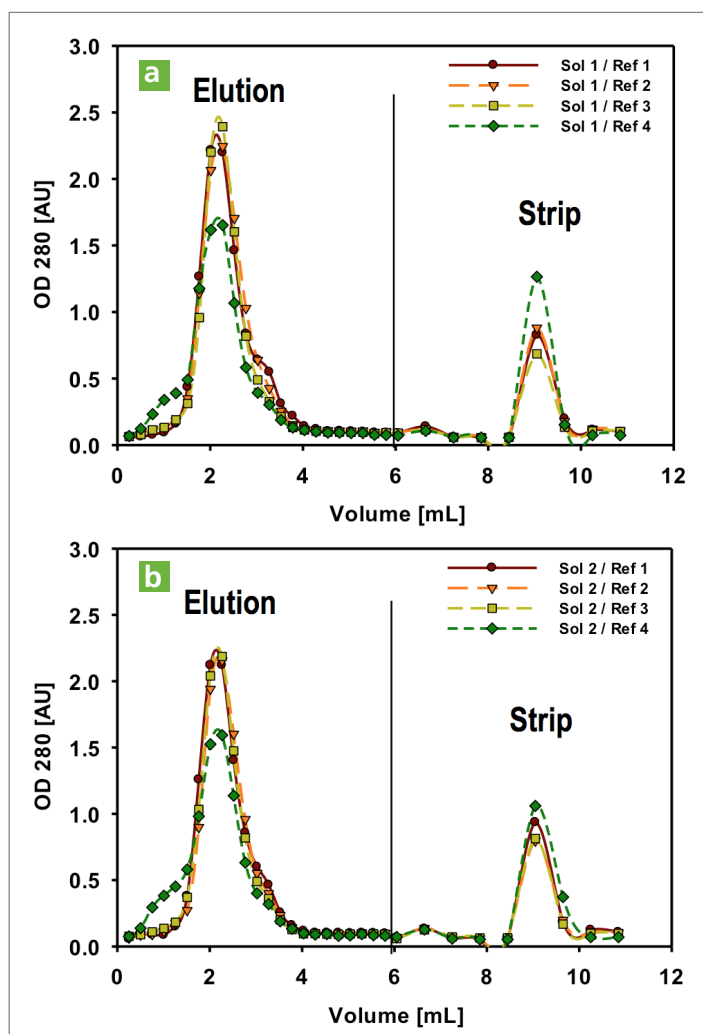 a
Elution
Strip
Sol 1 / Ref 1
Sol 1 / Ref 2
Sol 1 / Ref 3
Sol 1 / Ref 4
OD 280 [AU]
3.0
2.5
2.0
1.5
1.0
0.5
0.0
0 2 4 6 8 10 12
Volume [mL]
b
Elution
Strip
Sol 2 / Ref 1
Sol 2 / Ref 2
Sol 2 / Ref 3
Sol 2 / Ref 4
OD 280 [AU]
3.0
2.5
2.0
1.5
1.0
0.5
0.0
0 2 4 6 8 10 12
Volume [mL]